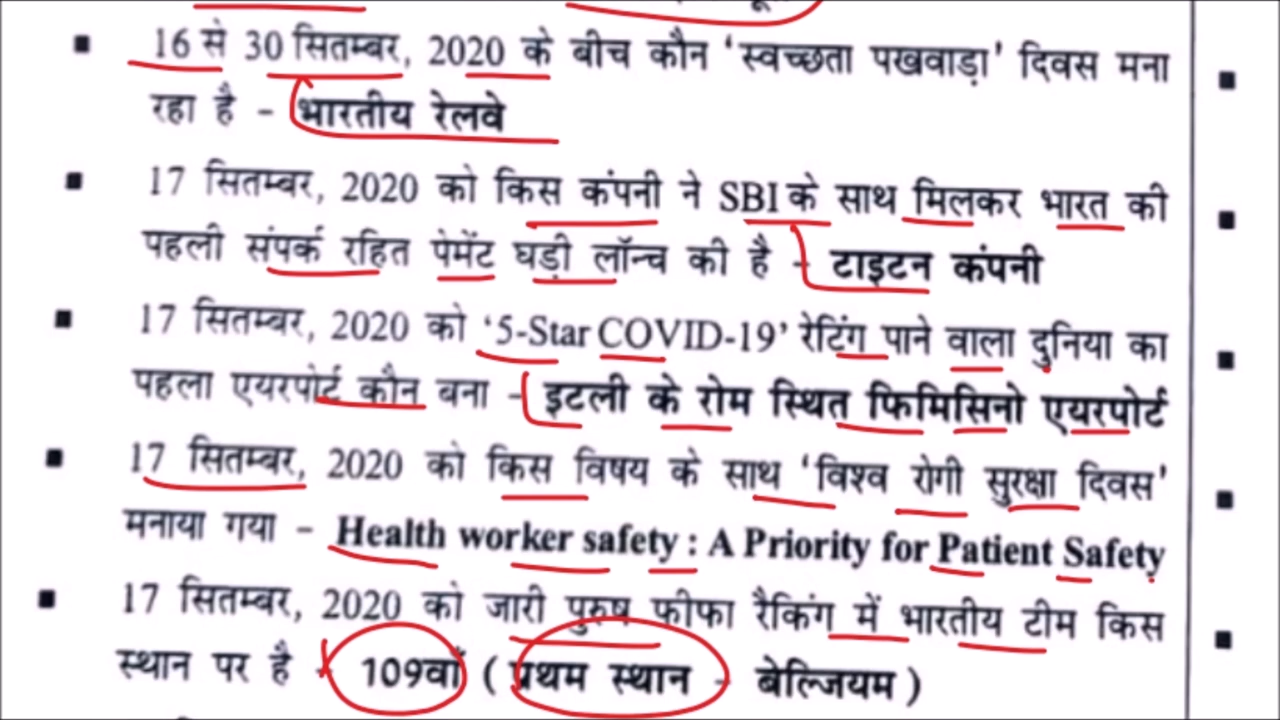 ▪ 16 से 30 सितम्बर, 2020 के बीच कौन ‘स्वच्छता पखवाड़ा’ दिवस मना
रहा है - भारतीय रेलवे
▪ 17 सितम्बर, 2020 को किस कंपनी ने SBI के साथ मिलकर भारत की
पहली संपर्क रहित पेमेंट घड़ी लॉन्च की है - टाइटन कंपनी
▪ 17 सितम्बर, 2020 को ‘5-Star COVID-19’ रेटिंग पाने वाला दुनिया का
पहला एयरपोर्ट कौन बना - इटली के रोम स्थित फिमिसिनो एयरपोर्ट
▪ 17 सितम्बर, 2020 को किस विषय के साथ ‘विश्व रोगी सुरक्षा दिवस’
मनाया गया - Health worker safety : A Priority for Patient Safety
▪ 17 सितम्बर, 2020 को जारी पुरुष फीफा रैकिंग में भारतीय टीम किस
स्थान पर है - 109वाँ ( प्रथम स्थान - बेल्जियम )